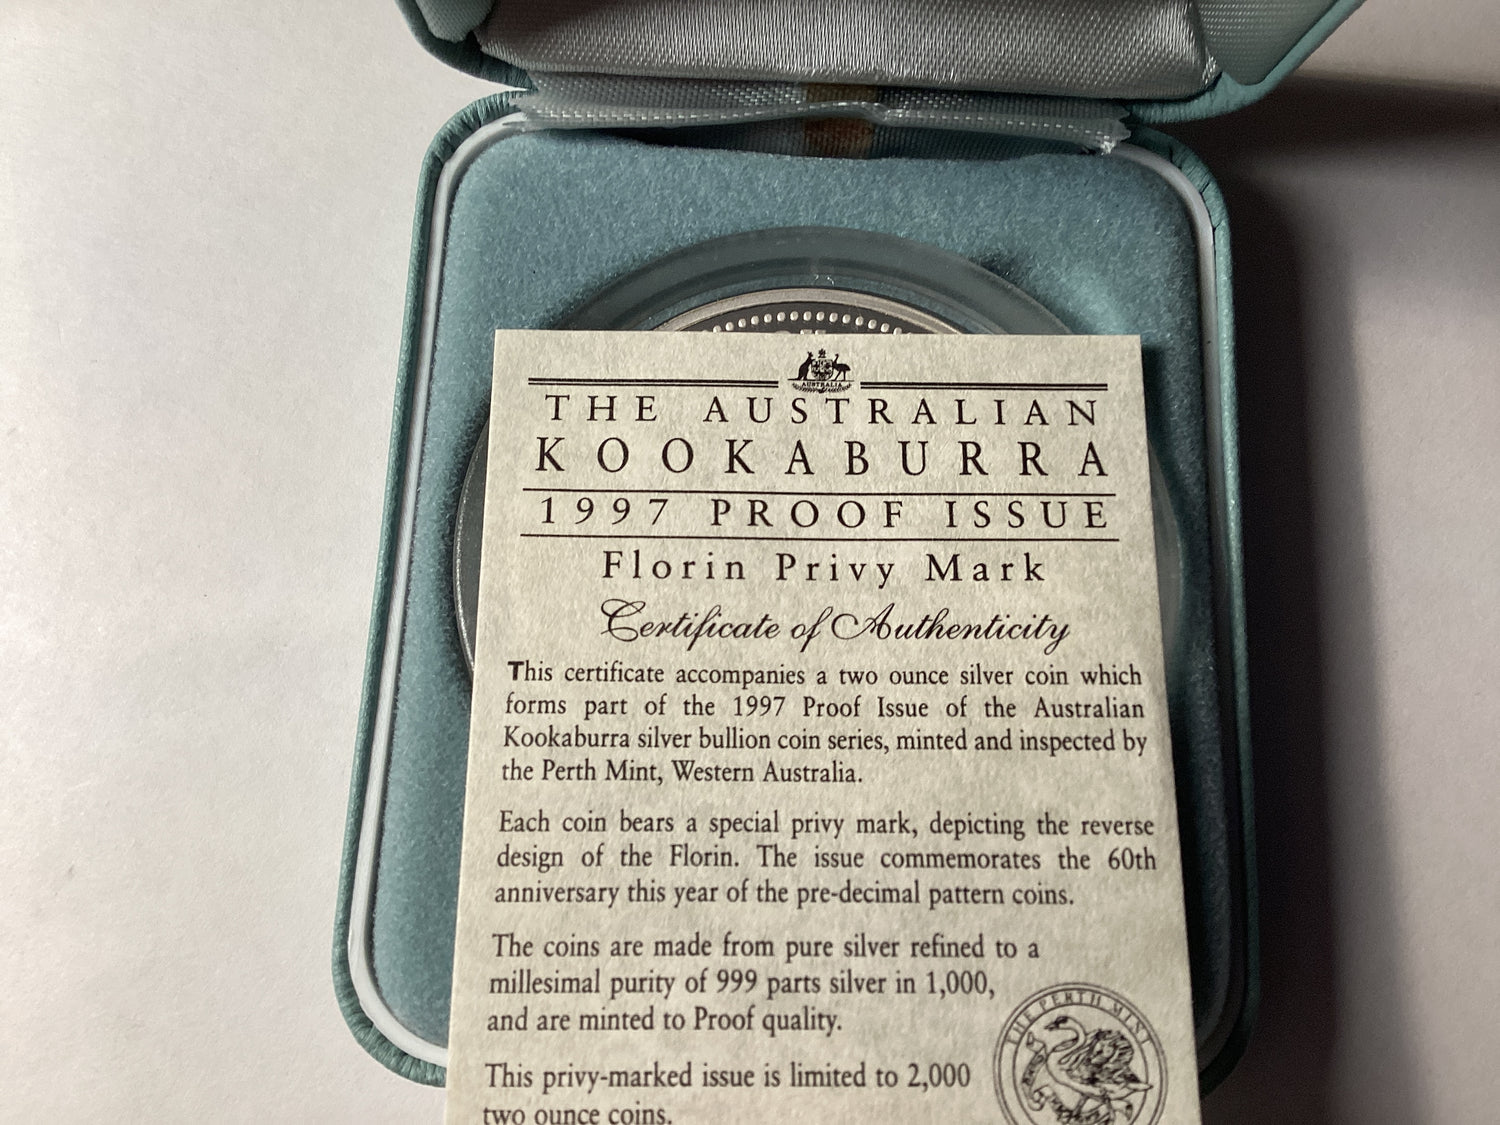 AUSTRALIA
THE AUSTRALIAN
KOOKABURRA
1997 PROOF ISSUE
Florin Privy Mark
Certificate of Authenticity
This certificate accompanies a two ounce silver coin which
forms part of the 1997 Proof Issue of the Australian
Kookaburra silver bullion coin series, minted and inspected by
the Perth Mint, Western Australia.
Each coin bears a special privy mark, depicting the reverse
design of the Florin. The issue commemorates the 60th
anniversary this year of the pre-decimal pattern coins.
The coins are made from pure silver refined to a
millesimal purity of 999 parts silver in 1,000,
and are minted to Proof quality.
THE PERTH MINT
This privy-marked issue is limited to 2,000
two ounce coins.